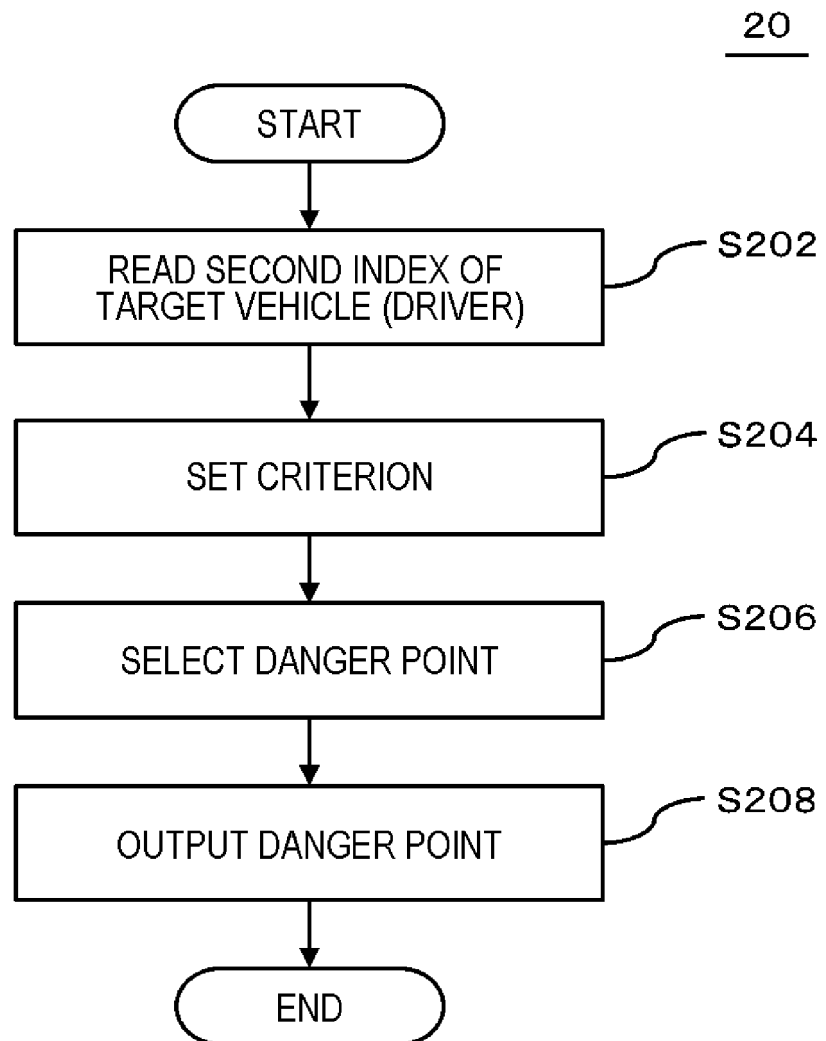 20
START
READ SECOND INDEX OF
TARGET VEHICLE (DRIVER)
S202
SET CRITERION
S204
SELECT DANGER POINT
S206
OUTPUT DANGER POINT
S208
END